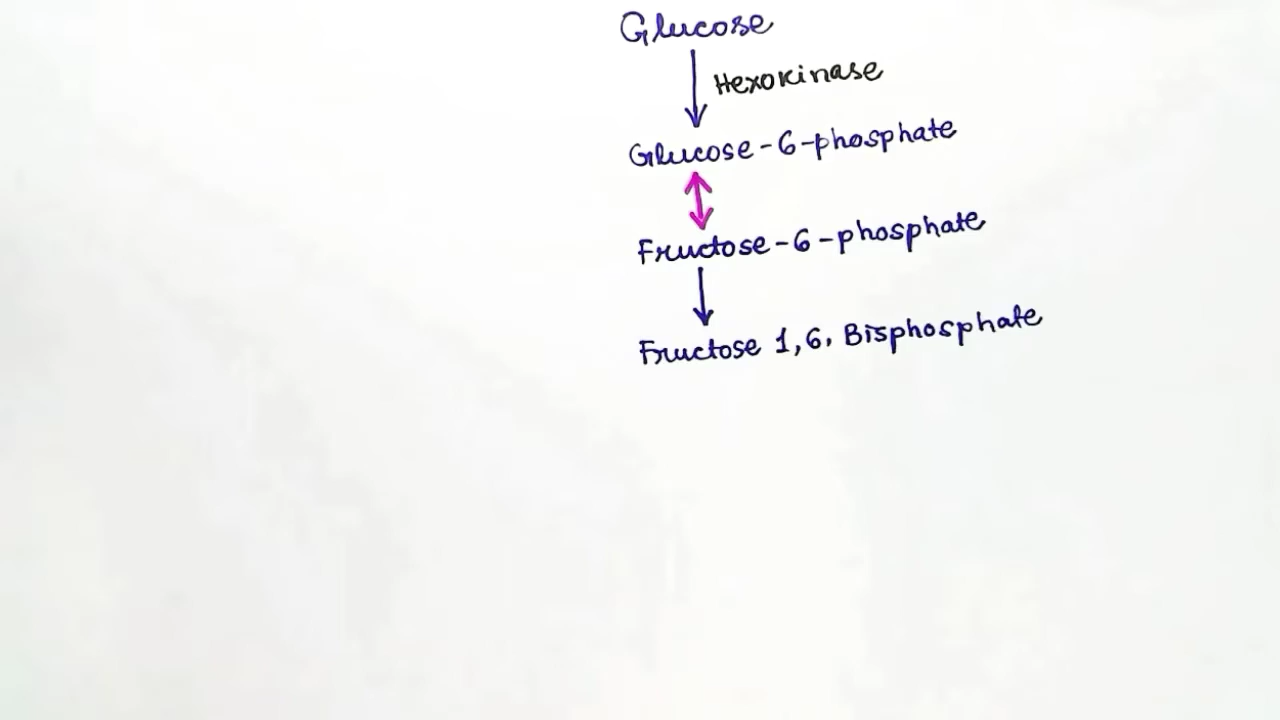 Glucose
Hexokinase
Glucose-6-phosphate
Fructose-6-phosphate
Fructose 1,6, Bisphosphate